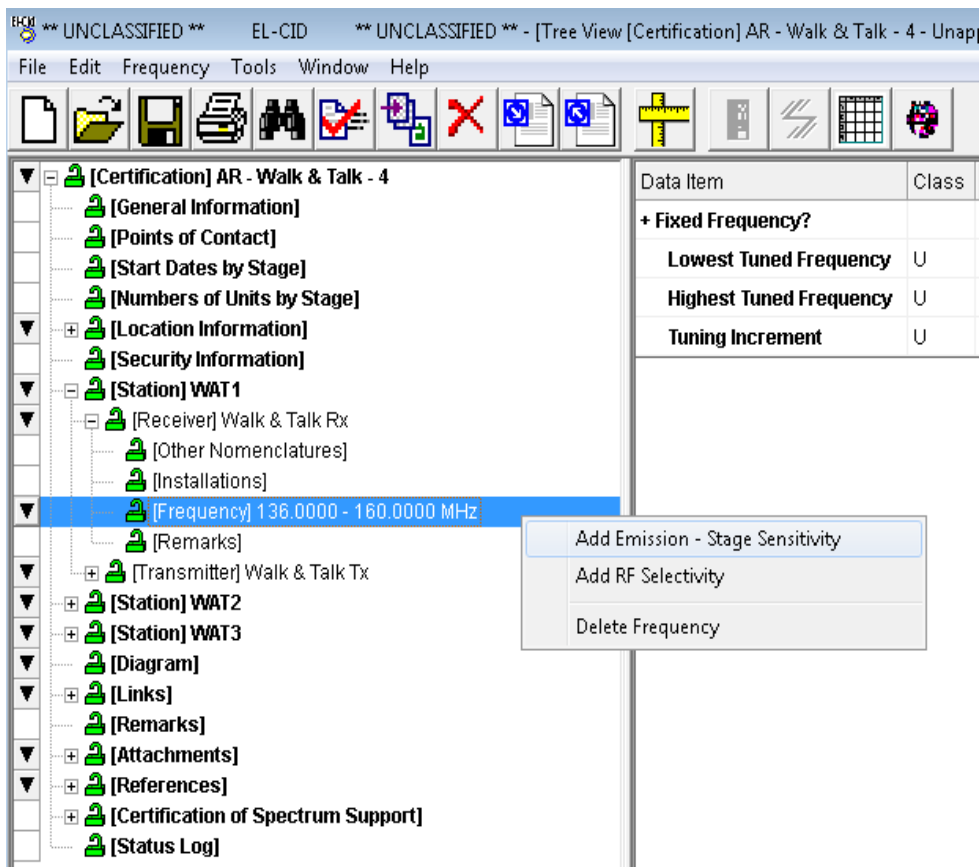 EL-CID ** UNCLASSIFIED ** EL-CID ** UNCLASSIFIED ** - [Tree View [Certification] AR - Walk & Talk - 4 - Unapp
File Edit Frequency Tools Window Help
[Certification] AR - Walk & Talk - 4
[General Information]
[Points of Contact]
[Start Dates by Stage]
[Numbers of Units by Stage]
[Location Information]
[Security Information]
[Station] WAT1
[Receiver] Walk & Talk Rx
[Other Nomenclatures]
[Installations]
[Frequency] 136.0000 - 160.0000 MHz
[Remarks]
[Transmitter] Walk & Talk Tx
[Station] WAT2
[Station] WAT3
[Diagram]
[Links]
[Remarks]
[Attachments]
[References]
[Certification of Spectrum Support]
[Status Log]
Data Item Class
+ Fixed Frequency?
Lowest Tuned Frequency U
Highest Tuned Frequency U
Tuning Increment U
Add Emission - Stage Sensitivity
Add RF Selectivity
Delete Frequency